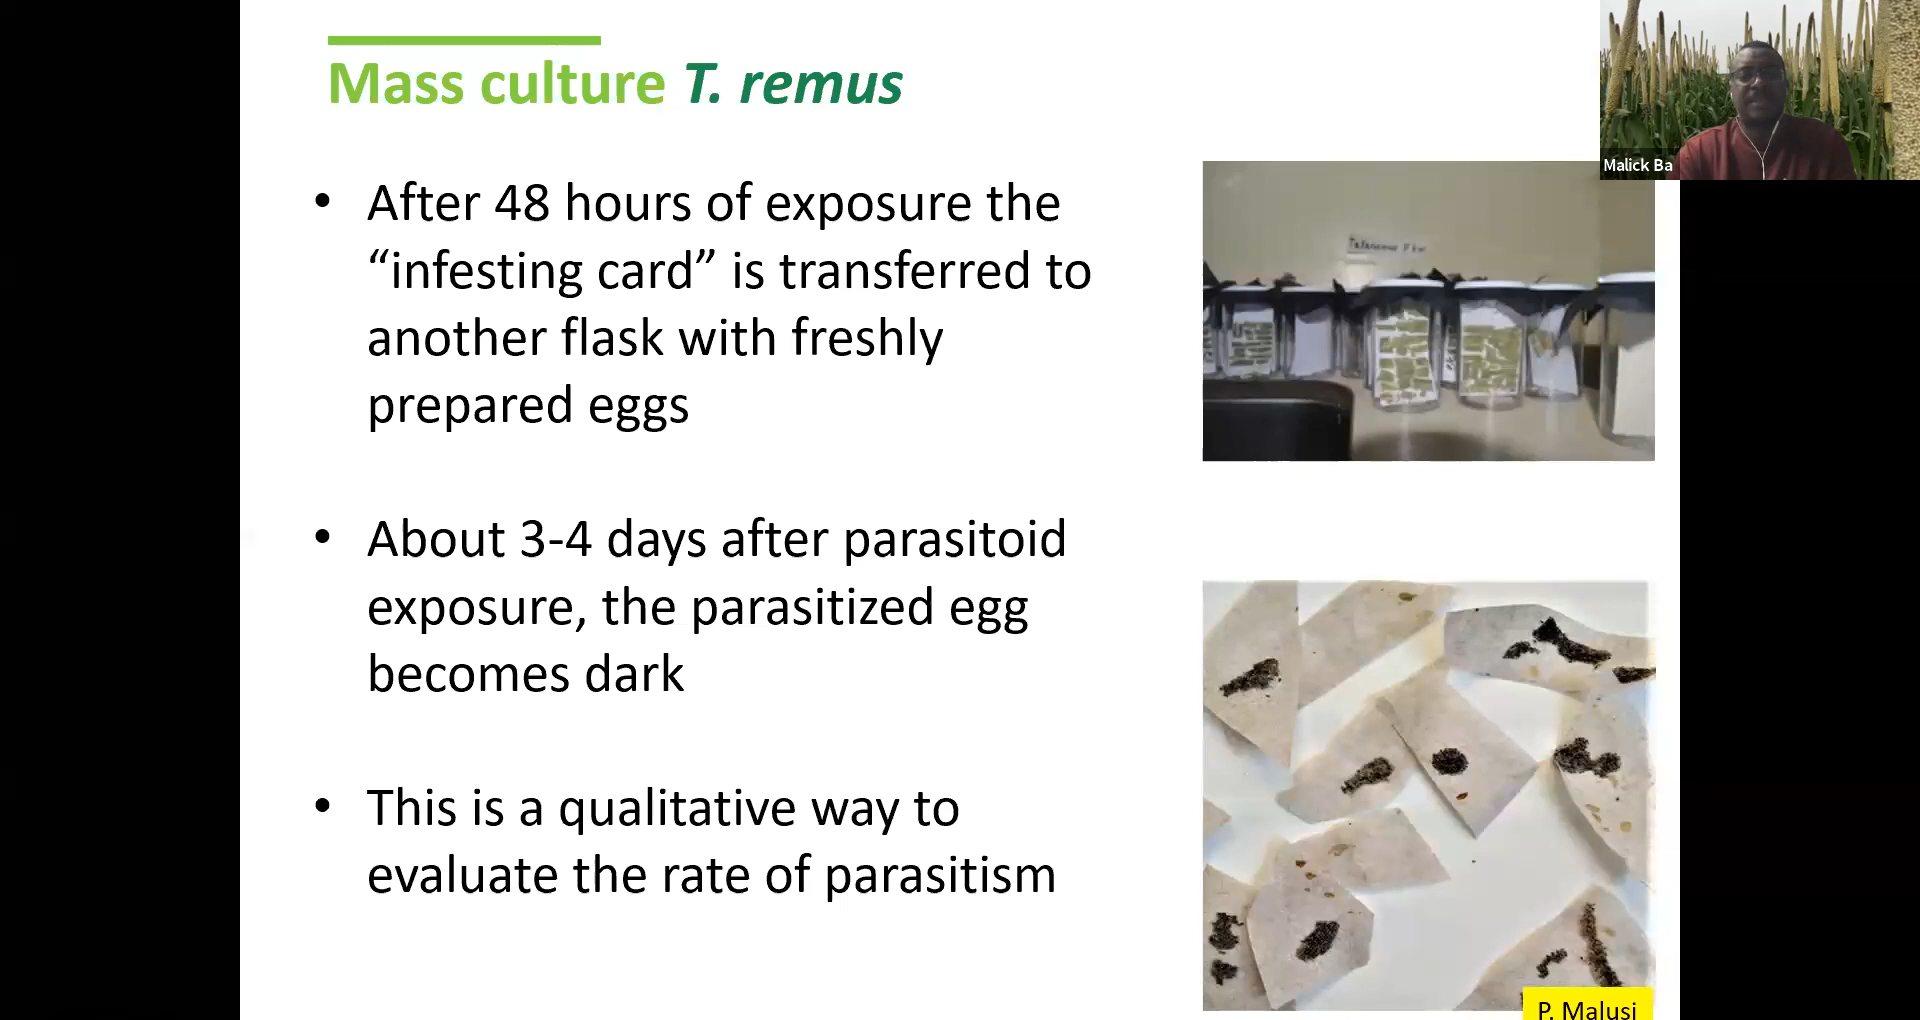 Mass culture T. remus
• After 48 hours of exposure the
“infesting card” is transferred to
another flask with freshly
prepared eggs
• About 3-4 days after parasitoid
exposure, the parasitized egg
becomes dark
• This is a qualitative way to
evaluate the rate of parasitism
Malick Ba
P. Malusi